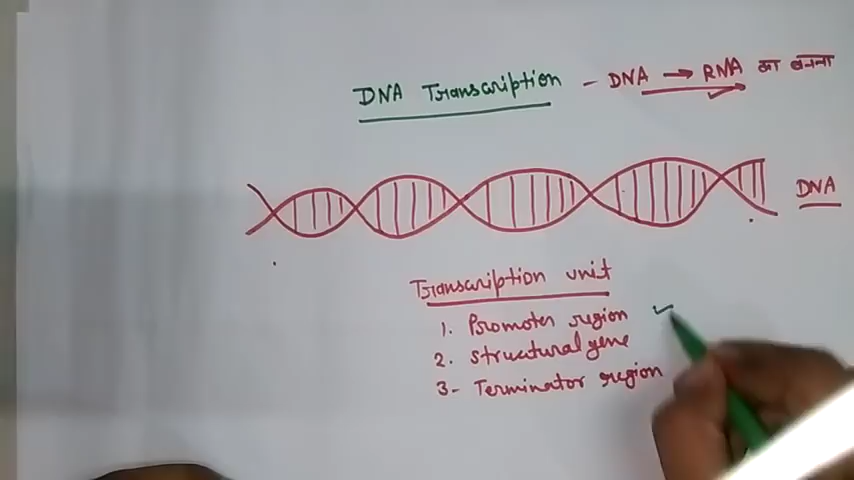 DNA Transcription - DNA → RNA का बनना
DNA
Transcription unit
1. Promoter region ✓
2. Structural gene
3- Terminator region